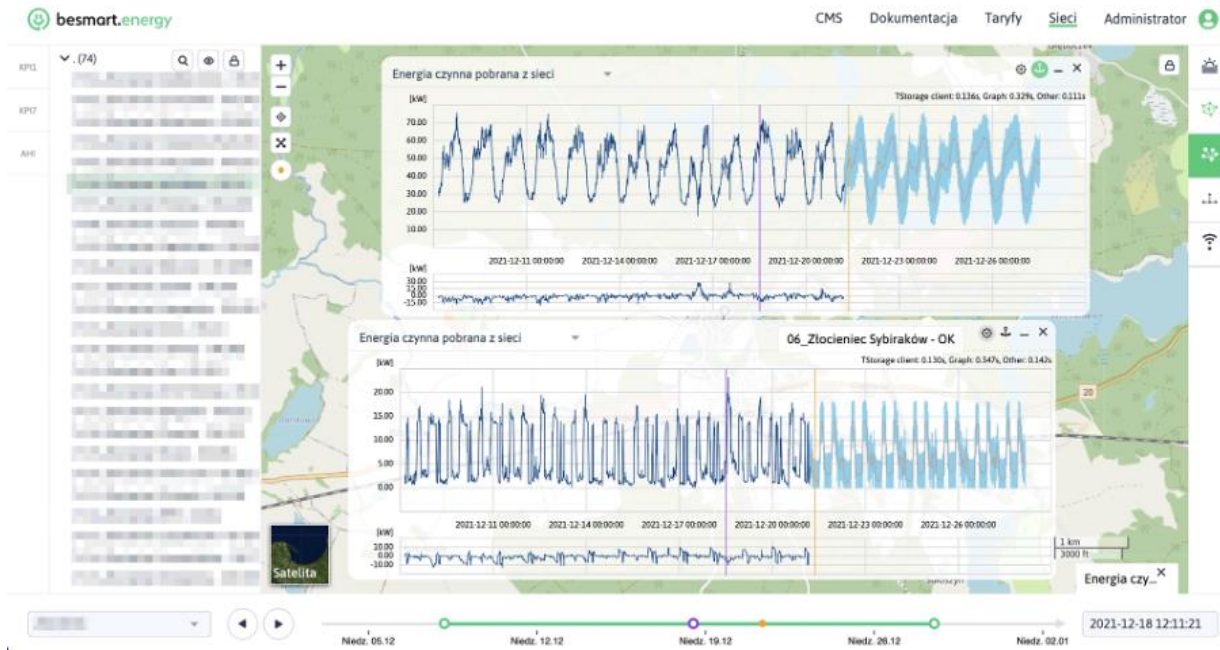 besmart.energy
CMS Dokumentacja Taryfy Sieci Administrator
KPI1
KPI7
AHI
. (74)
Energia czynna pobrana z sieci
TStorage client: 0.136s, Graph: 0.329s, Other: 0.111s
[kW]
70.00
60.00
50.00
40.00
30.00
20.00
10.00
2021-12-11 00:00:00 2021-12-14 00:00:00 2021-12-17 00:00:00 2021-12-20 00:00:00 2021-12-23 00:00:00 2021-12-26 00:00:00
[kW]
30.00
15.00
0.00
-15.00
Energia czynna pobrana z sieci
06_Złocieniec Sybiraków - OK
TStorage client: 0.130s, Graph: 0.347s, Other: 0.142s
[kW]
20.00
15.00
10.00
5.00
0.00
2021-12-11 00:00:00 2021-12-14 00:00:00 2021-12-17 00:00:00 2021-12-20 00:00:00 2021-12-23 00:00:00 2021-12-26 00:00:00
[kW]
10.00
0.00
-10.00
20
1 km
3000 ft
Satelita
Energia czy...
Niedz. 05.12 Niedz. 12.12 Niedz. 19.12 Niedz. 26.12 Niedz. 02.01
2021-12-18 12:11:21